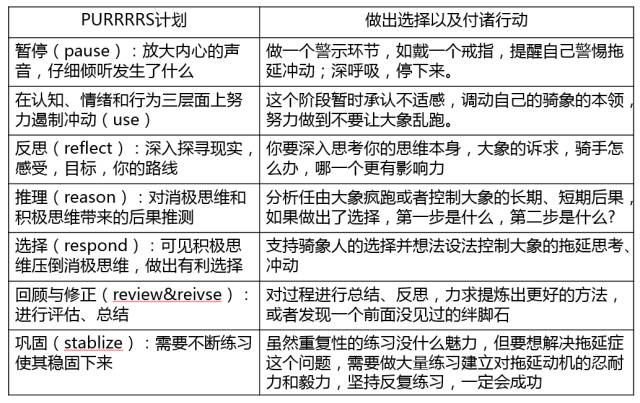 PURRRRS计划
做出选择以及付诸行动
暂停（pause）：放大内心的声
音，仔细倾听发生了什么
做一个警示环节，如戴一个戒指，提醒自己警惕拖
延冲动；深呼吸，停下来。
在认知、情绪和行为三层面上努
力遏制冲动（use）
这个阶段暂时承认不适感，调动自己的骑象的本领，
努力做到不要让大象乱跑。
反思（reflect）：深入探寻现实，
感受，目标，你的路线
你要深入思考你的思维本身，大象的诉求，骑手怎
么办，哪一个更有影响力
推理（reason）：对消极思维和
积极思维带来的后果推测
分析任由大象疯跑或者控制大象的长期、短期后果，
如果做出了选择，第一步是什么，第二步是什么?
选择（respond）：可见积极思
维压倒消极思维，做出有利选择
支持骑象人的选择并想法设法控制大象的拖延思考、
冲动
回顾与修正（review&reivse）：
进行评估、总结
对过程进行总结、反思，力求提炼出更好的方法，
或者发现一个前面没见过的绊脚石
巩固（stablize）：需要不断练习
使其稳固下来
虽然重复性的练习没什么魅力，但要想解决拖延症
这个问题，需要做大量练习建立对拖延动机的忍耐
力和毅力，坚持反复练习，一定会成功